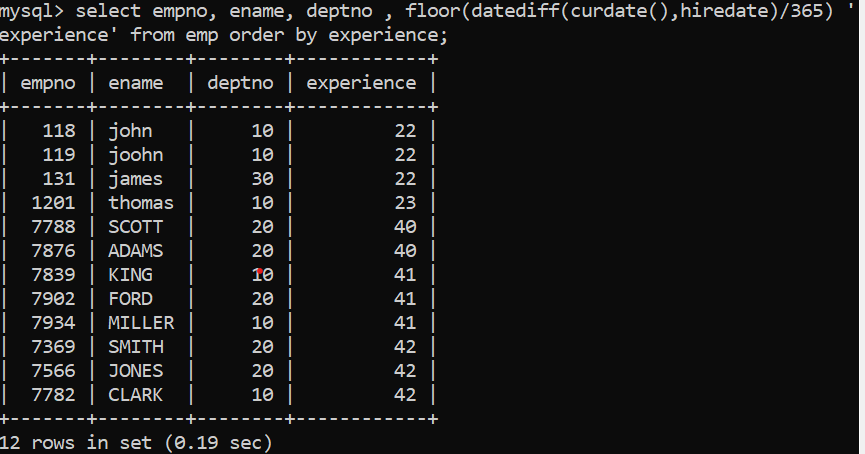 mysql> select empno, ename, deptno , floor(datediff(curdate(),hiredate)/365) '
experience' from emp order by experience;
+-------+--------+--------+------------+
| empno | ename  | deptno | experience |
+-------+--------+--------+------------+
|   118 | john   |     10 |         22 |
|   119 | joohn  |     10 |         22 |
|   131 | james  |     30 |         22 |
|  1201 | thomas |     10 |         23 |
|  7788 | SCOTT  |     20 |         40 |
|  7876 | ADAMS  |     20 |         40 |
|  7839 | KING   |     10 |         41 |
|  7902 | FORD   |     20 |         41 |
|  7934 | MILLER |     10 |         41 |
|  7369 | SMITH  |     20 |         42 |
|  7566 | JONES  |     20 |         42 |
|  7782 | CLARK  |     10 |         42 |
+-------+--------+--------+------------+
12 rows in set (0.19 sec)